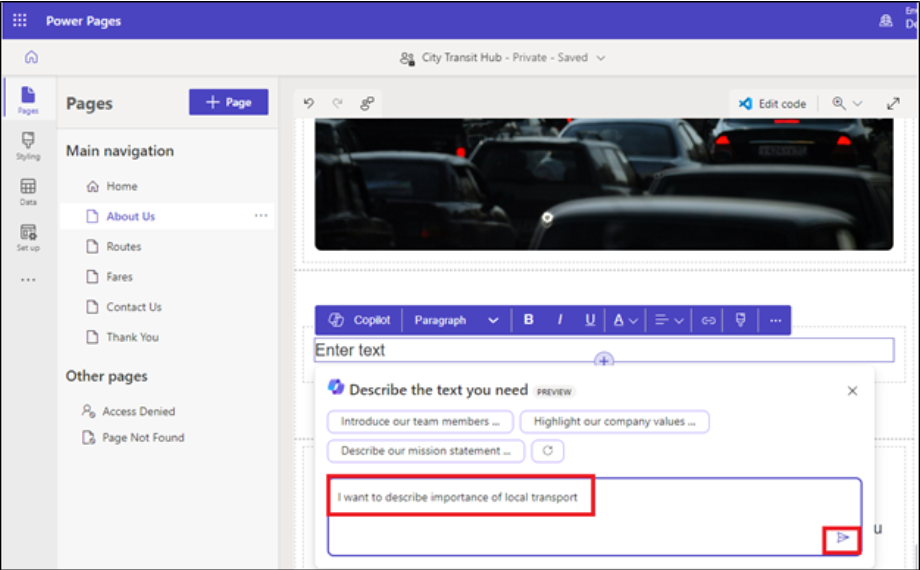 Power Pages
En
De
City Transit Hub - Private - Saved
Pages
Styling
Data
Set up
Pages
+ Page
Main navigation
Home
About Us
Routes
Fares
Contact Us
Thank You
Other pages
Access Denied
Page Not Found
Edit code
Copilot Paragraph B I U A
Enter text
Describe the text you need PREVIEW
Introduce our team members ... Highlight our company values ...
Describe our mission statement ...
I want to describe importance of local transport
u